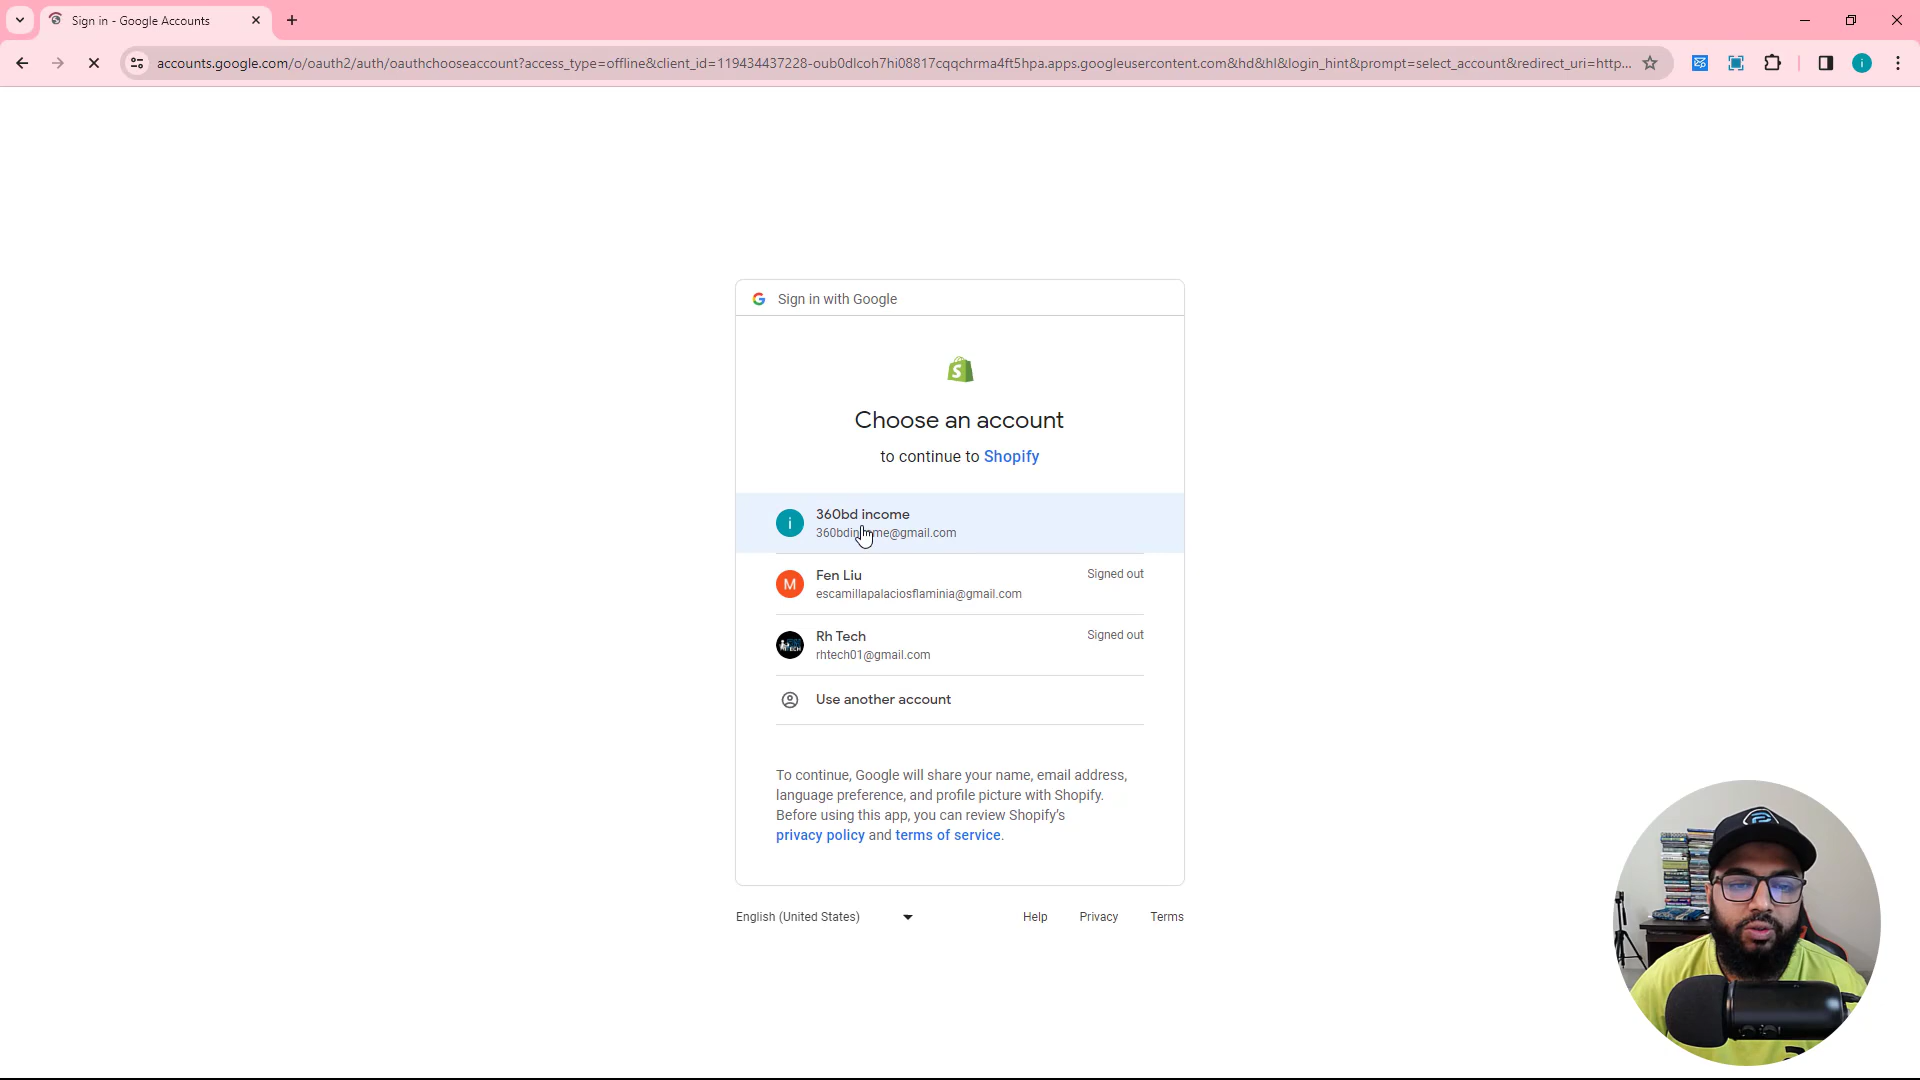 Sign in - Google Accounts
accounts.google.com/o/oauth2/auth/oauthchooseaccount?access_type=offline&client_id=119434437228-oub0dlcoh7hi08817cqqchrma4ft5hpa.apps.googleusercontent.com&hd&hl&login_hint&prompt=select_account&redirect_uri=http...
i
Sign in with Google
Choose an account
to continue to Shopify
i
360bd income
360bdincome@gmail.com
M
Fen Liu
Signed out
escamillapalaciosflaminia@gmail.com
Rh Tech
Signed out
rhtech01@gmail.com
Use another account
To continue, Google will share your name, email address,
language preference, and profile picture with Shopify.
Before using this app, you can review Shopify's
privacy policy and terms of service.
English (United States)
Help
Privacy
Terms